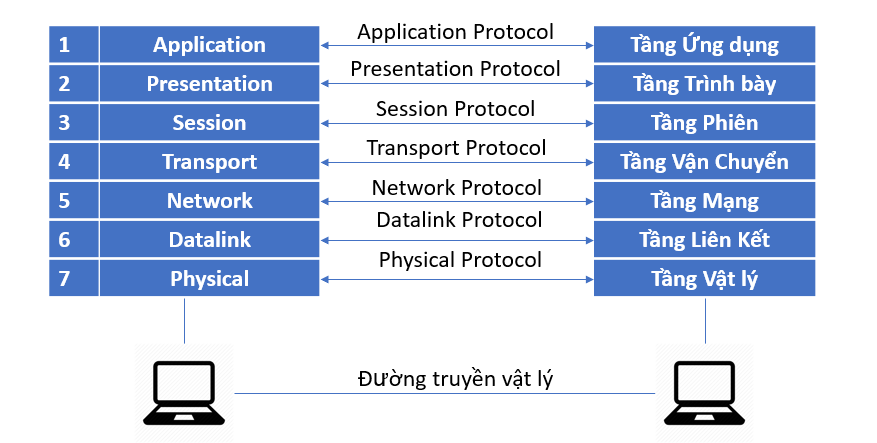 Application Protocol
1 Application Tầng Ứng dụng
Presentation Protocol
2 Presentation Tầng Trình bày
Session Protocol
3 Session Tầng Phiên
Transport Protocol
4 Transport Tầng Vận Chuyển
Network Protocol
5 Network Tầng Mạng
Datalink Protocol
6 Datalink Tầng Liên Kết
Physical Protocol
7 Physical Tầng Vật lý
Đường truyền vật lý